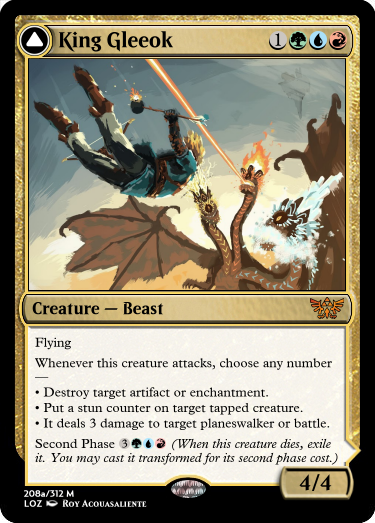 King Gleeok 1
Creature — Beast
Flying
Whenever this creature attacks, choose any number
—
• Destroy target artifact or enchantment.
• Put a stun counter on target tapped creature.
• It deals 3 damage to target planeswalker or battle.
Second Phase 3 (When this creature dies, exile
it. You may cast it transformed for its second phase cost.)
4/4
208a/312 M
LOZ Roy Acouasaliente